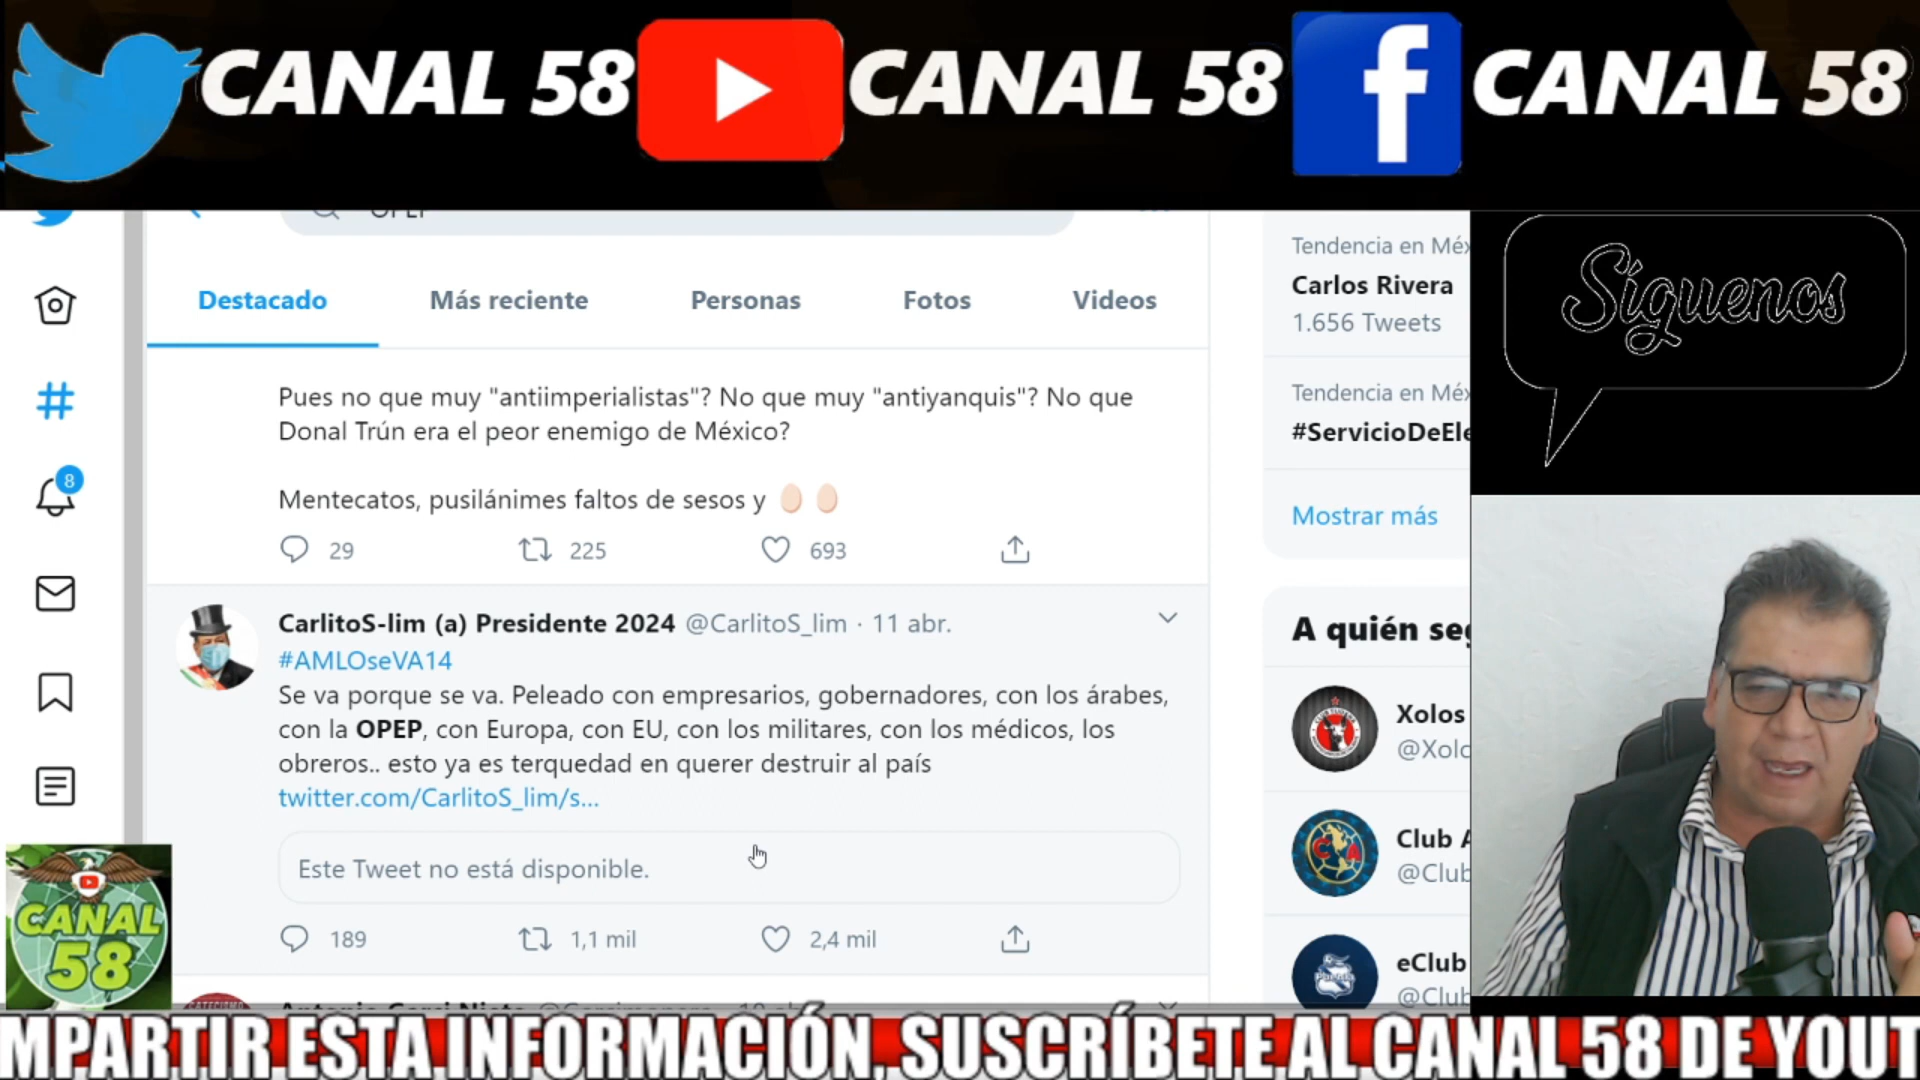 CANAL 58
CANAL 58
CANAL 58
OPEP
Destacado
Más reciente
Personas
Fotos
Videos
Pues no que muy "antiimperialistas"? No que muy "antiyanquis"? No que
Donal Trún era el peor enemigo de México?
Mentecatos, pusilánimes faltos de sesos y
29
225
693
CarlitoS-lim (a) Presidente 2024 @CarlitoS_lim · 11 abr.
#AMLOseVA14
Se va porque se va. Peleado con empresarios, gobernadores, con los árabes,
con la OPEP, con Europa, con EU, con los militares, con los médicos, los
obreros.. esto ya es terquedad en querer destruir al país
twitter.com/CarlitoS_lim/s...
Este Tweet no está disponible.
189
1,1 mil
2,4 mil
8
Tendencia en Méx
Carlos Rivera
1.656 Tweets
Tendencia en Méx
#ServicioDeEle
Mostrar más
A quién se
Xolos
@Xolo
Club A
@Club
eClub
@Club
Síguenos
CANAL
58
MPARTIR ESTA INFORMACIÓN, SUSCRÍBETE AL CANAL 58 DE YOUT